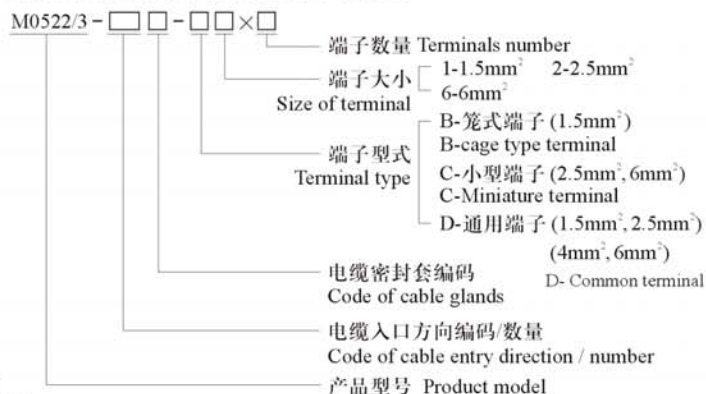 M0522/3-□□-□□×□
端子数量 Terminals number
端子大小
Size of terminal
1-1.5mm² 2-2.5mm²
6-6mm²
端子型式
Terminal type
B-笼式端子 (1.5mm²)
B-cage type terminal
C-小型端子 (2.5mm², 6mm²)
C-Miniature terminal
D-通用端子 (1.5mm², 2.5mm²)
(4mm², 6mm²)
D- Common terminal
电缆密封套编码
Code of cable glands
电缆入口方向编码/数量
Code of cable entry direction / number
产品型号 Product model